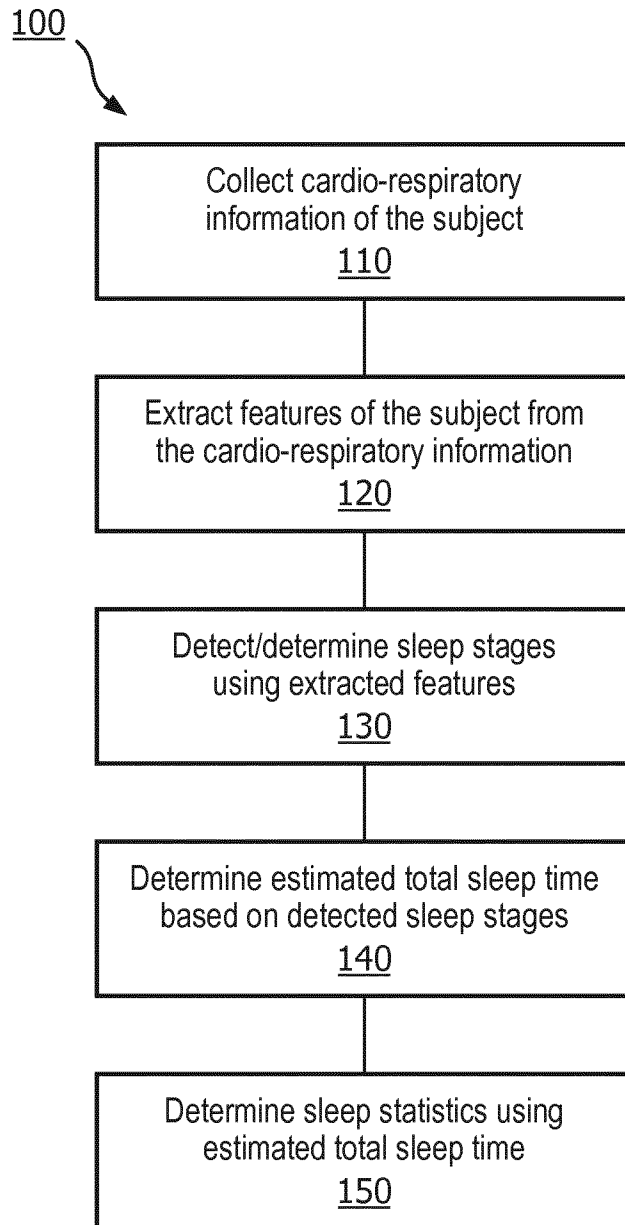 100
Collect cardio-respiratory
information of the subject
110
Extract features of the subject from
the cardio-respiratory information
120
Detect/determine sleep stages
using extracted features
130
Determine estimated total sleep time
based on detected sleep stages
140
Determine sleep statistics using
estimated total sleep time
150